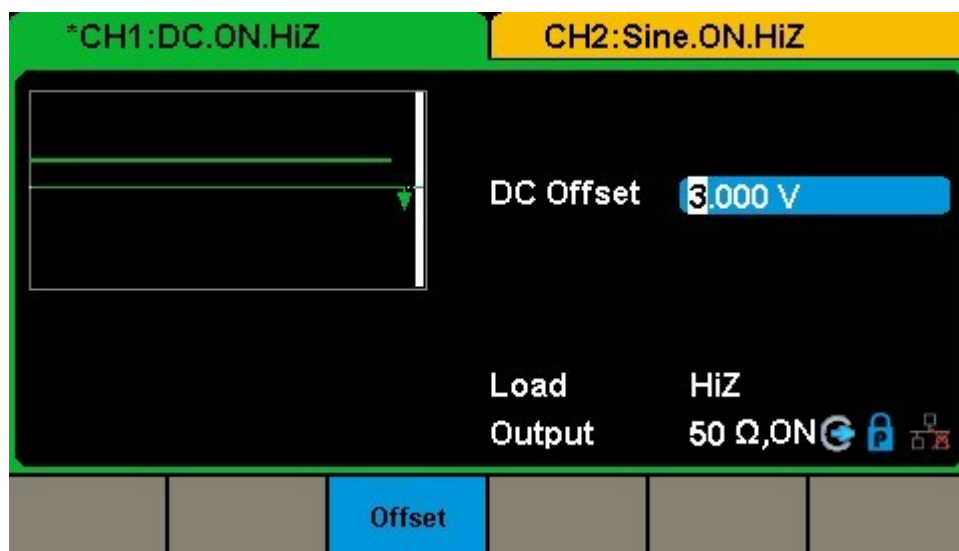 *CH1:DC.ON.HiZ CH2:Sine.ON.HiZ
DC Offset 3.000 V
Load HiZ
Output 50 Ω,ON P
Offset